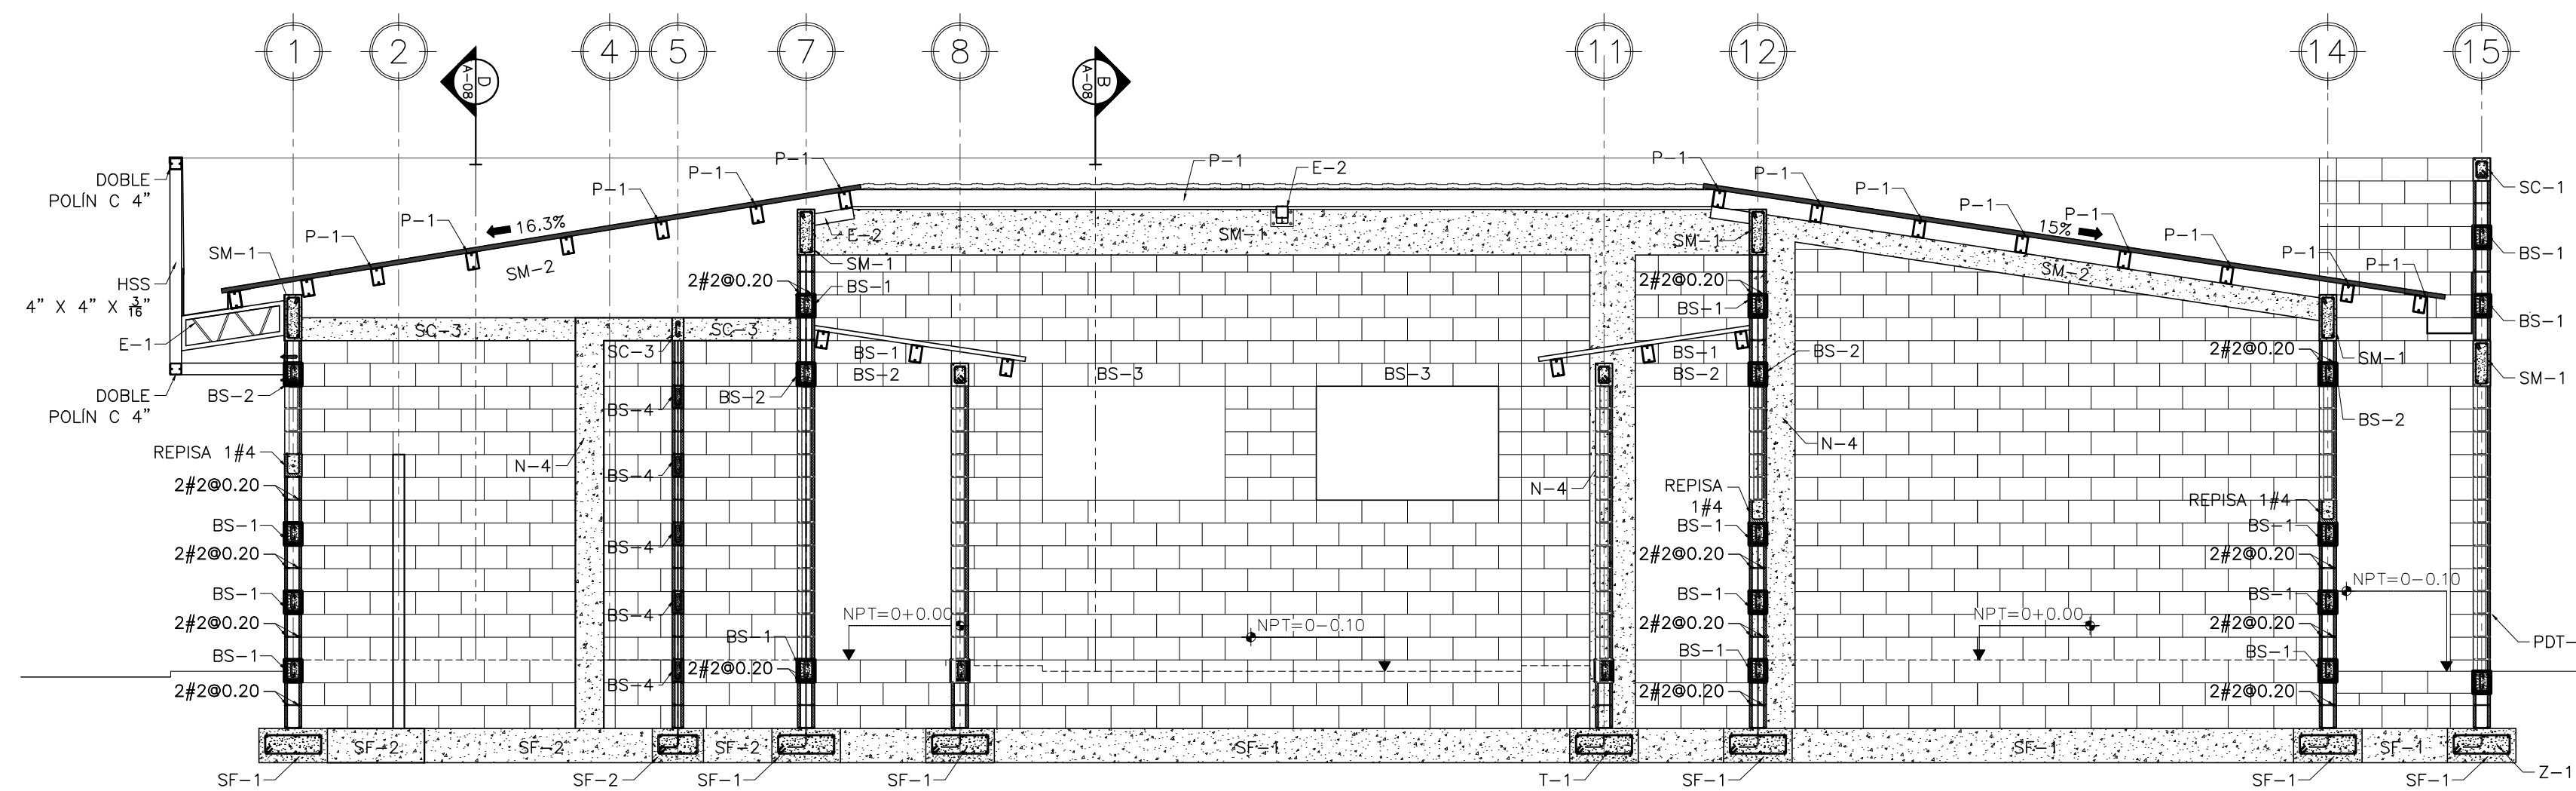 1
2
4
5
7
8
11
12
14
15
D
A-08
B
A-08
DOBLE
POLÍN C 4"
HSS
4" X 4" X 3/16"
E-1
DOBLE
POLÍN C 4"
SM-1
P-1
P-1
P-1
P-1
P-1
16.3%
SM-2
P-1
E-2
E-2
SM-1
SM-1
P-1
P-1
P-1
P-1
P-1
15%
P-1
P-1
P-1
SM-1
SM-2
SC-1
BS-1
BS-1
SM-1
2#2@0.20
BS-1
2#2@0.20
BS-1
SC-3
SC-3
SC-3
BS-1
BS-2
BS-3
BS-3
BS-1
BS-2
BS-2
2#2@0.20
SM-1
BS-2
BS-2
BS-2
BS-4
REPISA 1#4
N-4
BS-4
N-4
N-4
2#2@0.20
REPISA
1#4
REPISA 1#4
BS-1
BS-4
BS-1
BS-1
2#2@0.20
2#2@0.20
2#2@0.20
BS-1
BS-4
BS-1
BS-1
NPT=0-0.10
2#2@0.20
NPT=0+0.00
NPT=0-0.10
2#2@0.20
NPT=0+0.00
2#2@0.20
BS-1
BS-1
BS-1
BS-1
PDT-
2#2@0.20
BS-4
2#2@0.20
2#2@0.20
2#2@0.20
SF-2
SF-2
SF-2
SF-1
SF-1
SF-1
SF-1
SF-2
SF-1
SF-1
T-1
SF-1
SF-1
SF-1
Z-1